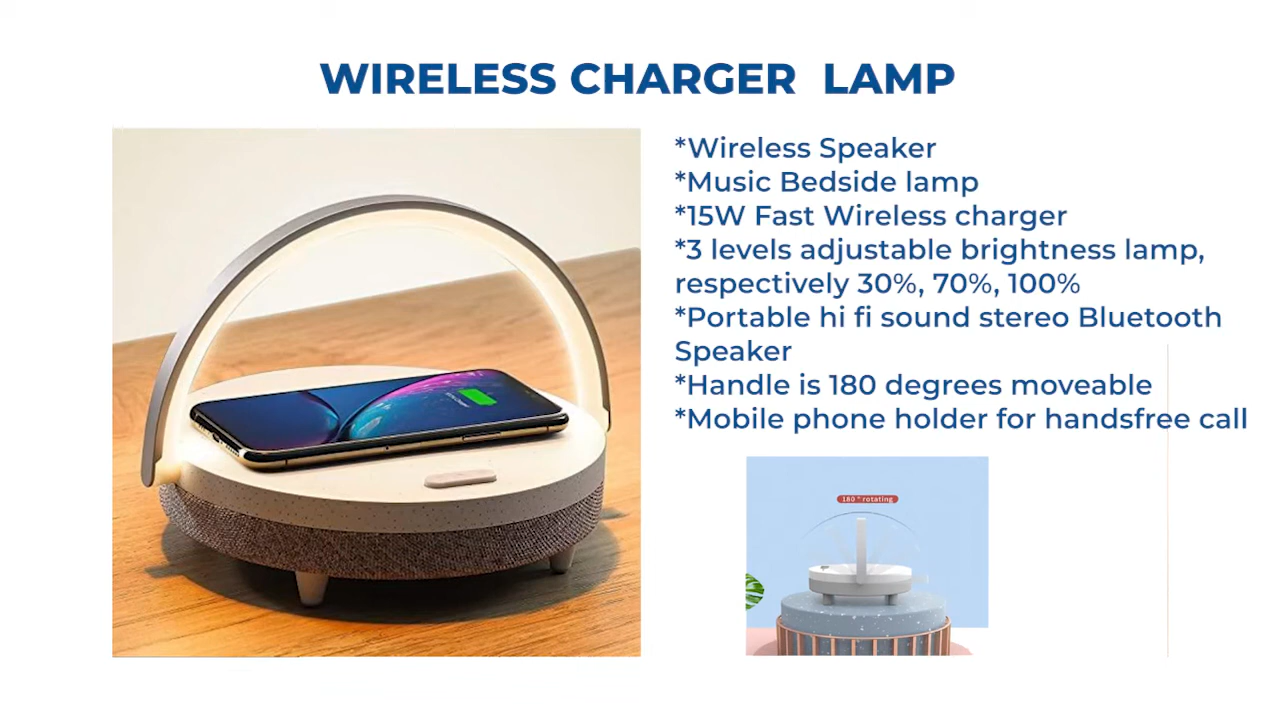 WIRELESS CHARGER LAMP
*Wireless Speaker
*Music Bedside lamp
*15W Fast Wireless charger
*3 levels adjustable brightness lamp,
respectively 30%, 70%, 100%
*Portable hi fi sound stereo Bluetooth
Speaker
*Handle is 180 degrees moveable
*Mobile phone holder for handsfree call
180 ° rotating